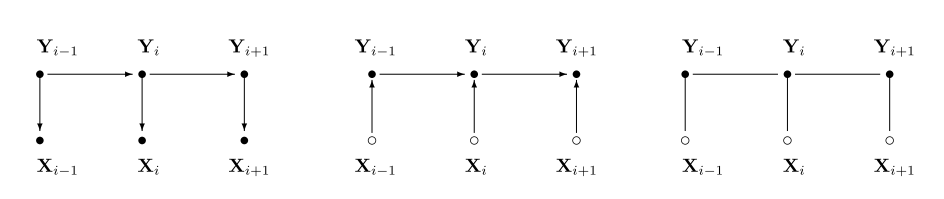 Y_{i-1} Y_i Y_{i+1} Y_{i-1} Y_i Y_{i+1} Y_{i-1} Y_i Y_{i+1}
X_{i-1} X_i X_{i+1} X_{i-1} X_i X_{i+1} X_{i-1} X_i X_{i+1}